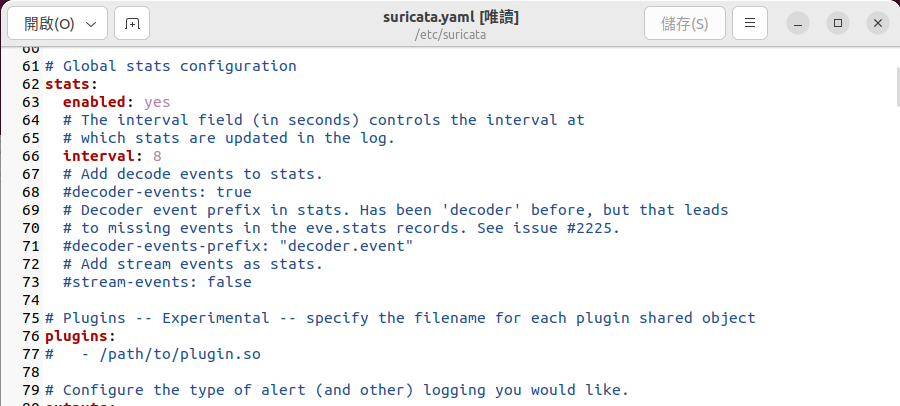 開啟(O)
suricata.yaml [唯讀]
/etc/suricata
儲存(S)
60
61 # Global stats configuration
62 stats:
63   enabled: yes
64   # The interval field (in seconds) controls the interval at
65   # which stats are updated in the log.
66   interval: 8
67   # Add decode events to stats.
68   #decoder-events: true
69   # Decoder event prefix in stats. Has been 'decoder' before, but that leads
70   # to missing events in the eve.stats records. See issue #2225.
71   #decoder-events-prefix: "decoder.event"
72   # Add stream events as stats.
73   #stream-events: false
74
75 # Plugins -- Experimental -- specify the filename for each plugin shared object
76 plugins:
77 #   - /path/to/plugin.so
78
79 # Configure the type of alert (and other) logging you would like.
80 outputs: